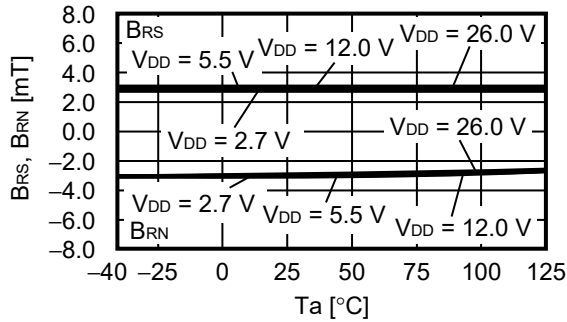 8.0
6.0
4.0
2.0
0.0
−2.0
−4.0
−6.0
−8.0
BRS, BRN [mT]
BRS
VDD = 5.5 V
VDD = 12.0 V
VDD = 26.0 V
VDD = 2.7 V
VDD = 26.0 V
VDD = 2.7 V
VDD = 5.5 V
VDD = 12.0 V
BRN
−40 −25 0 25 50 75 100 125
Ta [°C]